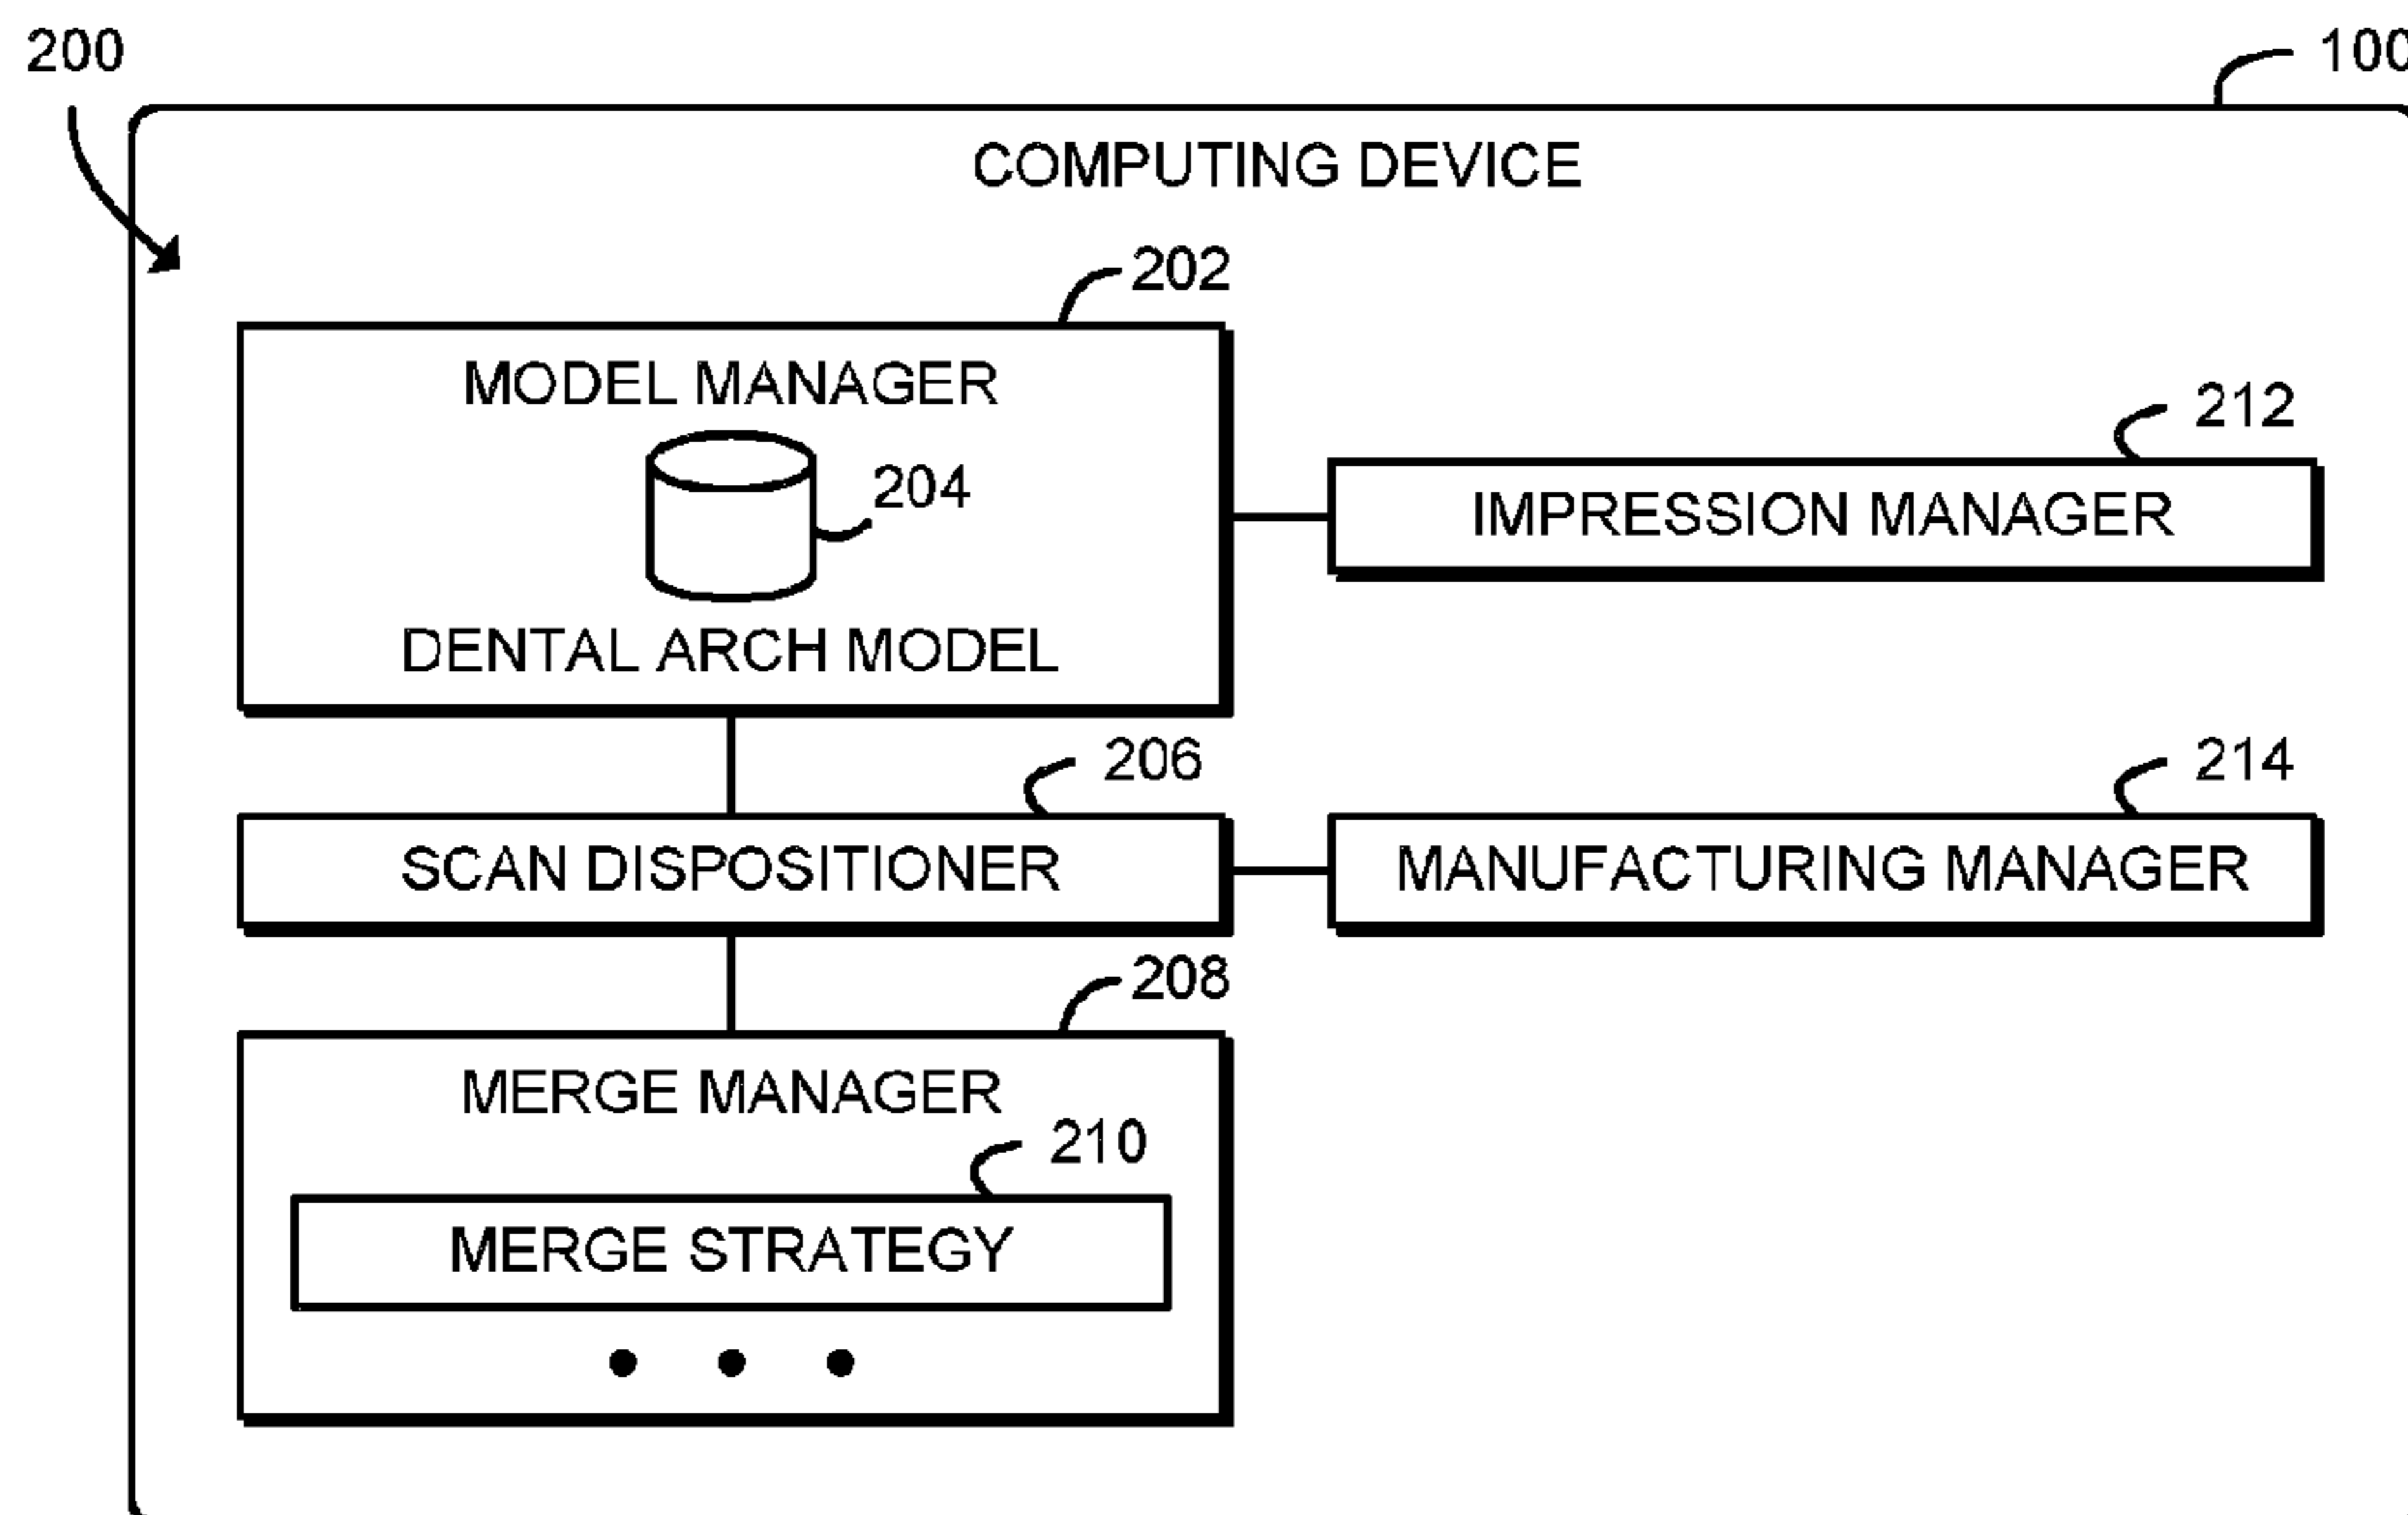 200
100
COMPUTING DEVICE
202
MODEL MANAGER
212
204
IMPRESSION MANAGER
DENTAL ARCH MODEL
206
214
SCAN DISPOSITIONER
MANUFACTURING MANAGER
208
MERGE MANAGER
210
MERGE STRATEGY